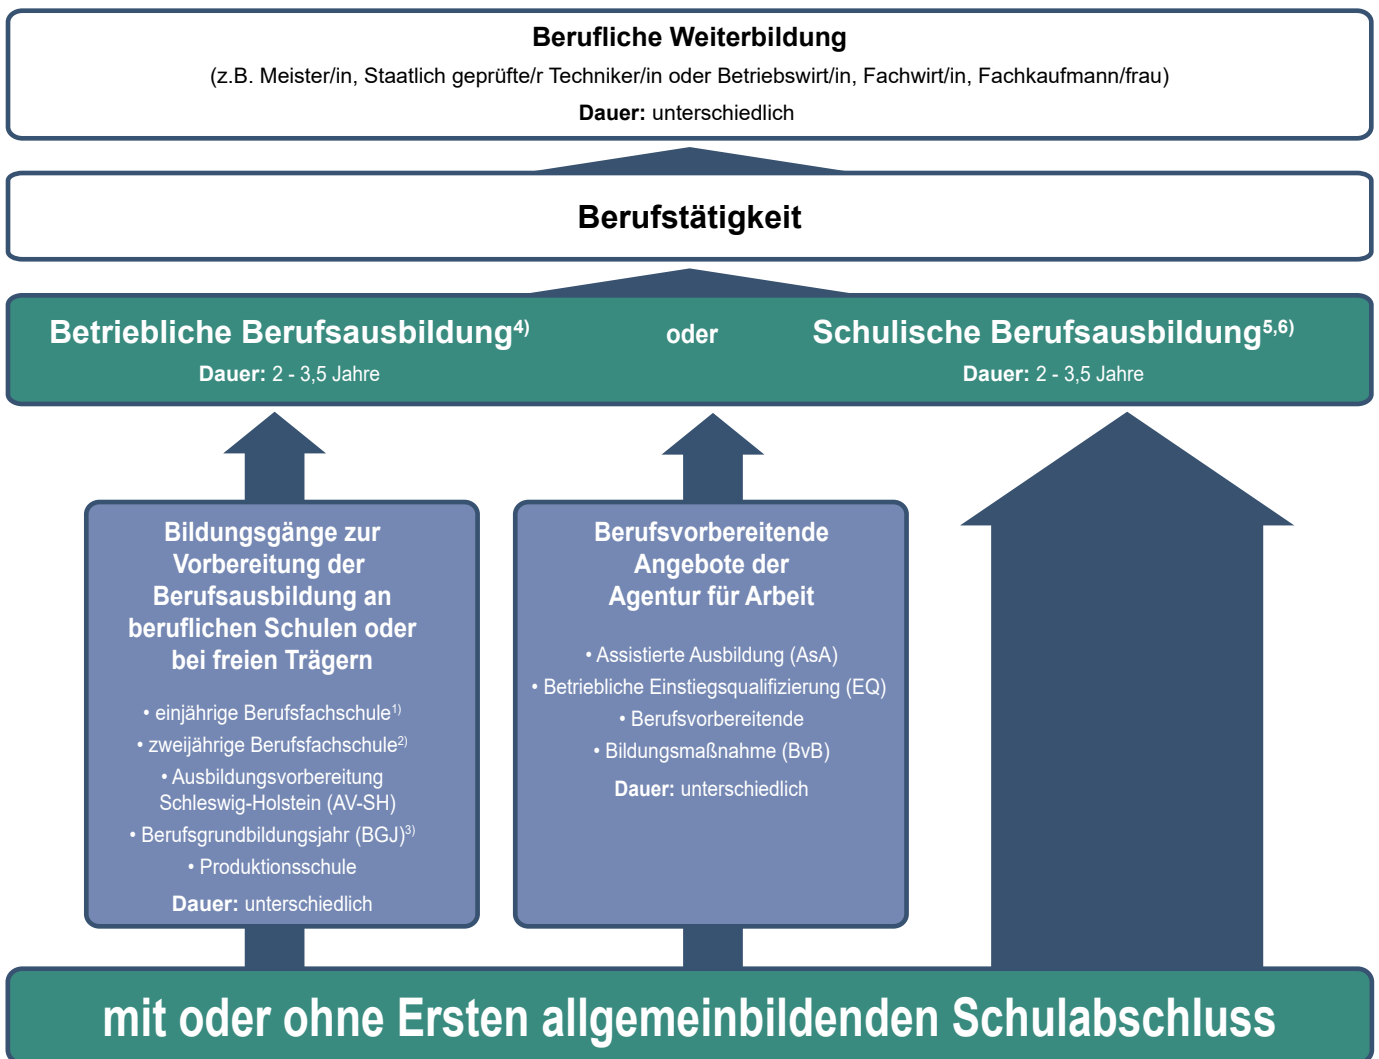 Berufliche Weiterbildung
(z.B. Meister/in, Staatlich geprüfte/r Techniker/in oder Betriebswirt/in, Fachwirt/in, Fachkaufmann/frau)
Dauer: unterschiedlich
Berufstätigkeit
Betriebliche Berufsausbildung4)
Dauer: 2 - 3,5 Jahre
oder
Schulische Berufsausbildung5,6)
Dauer: 2 - 3,5 Jahre
Bildungsgänge zur
Vorbereitung der
Berufsausbildung an
beruflichen Schulen oder
bei freien Trägern
• einjährige Berufsfachschule1)
• zweijährige Berufsfachschule2)
• Ausbildungsvorbereitung
Schleswig-Holstein (AV-SH)
• Berufsgrundbildungsjahr (BGJ)3)
• Produktionsschule
Dauer: unterschiedlich
Berufsvorbereitende
Angebote der
Agentur für Arbeit
• Assistierte Ausbildung (AsA)
• Betriebliche Einstiegsqualifizierung (EQ)
• Berufsvorbereitende
• Bildungsmaßnahme (BvB)
Dauer: unterschiedlich
mit oder ohne Ersten allgemeinbildenden Schulabschluss